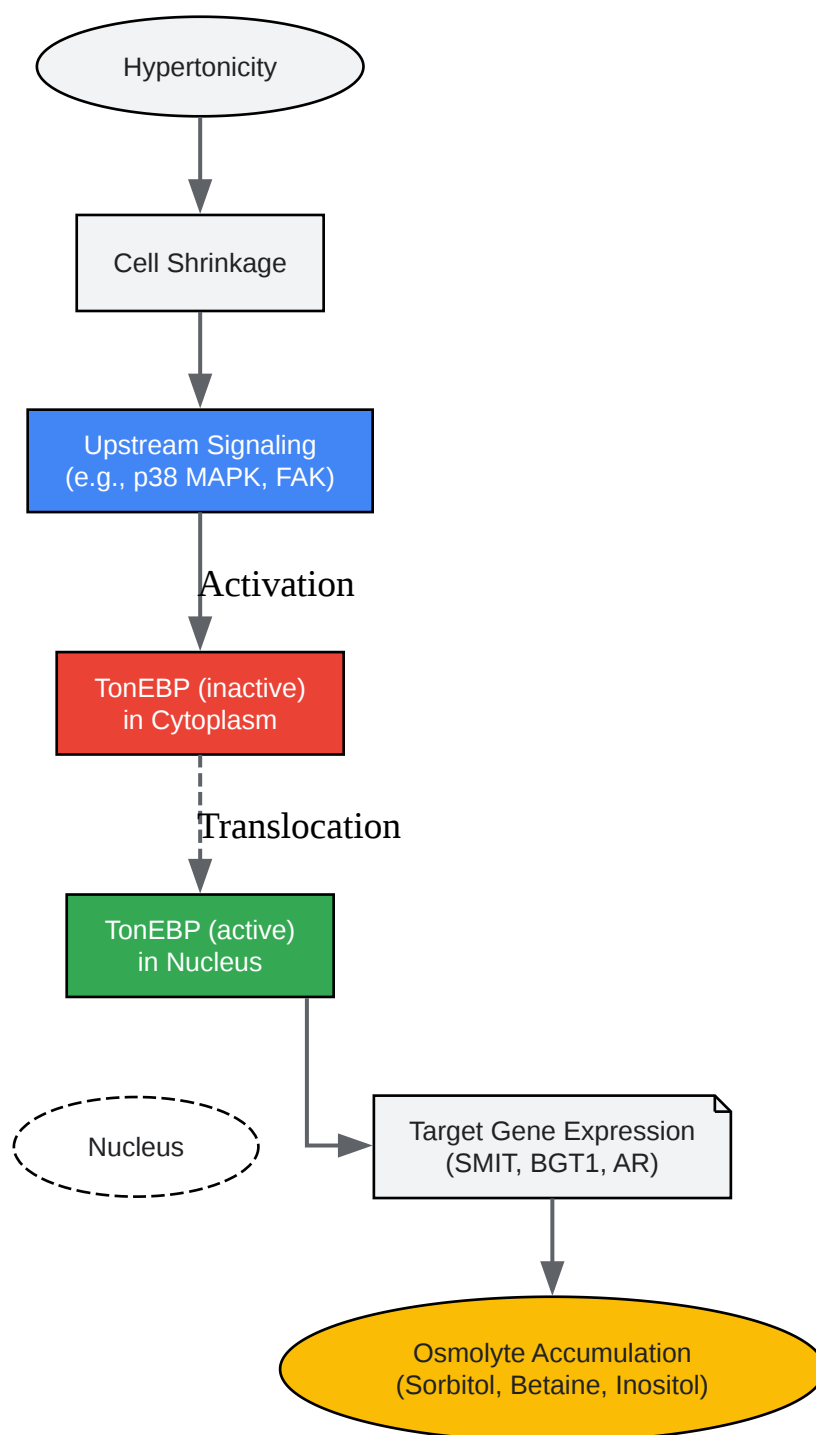 Hypertonicity
Cell Shrinkage
Upstream Signaling
(e.g., p38 MAPK, FAK)
Activation
TonEBP (inactive)
in Cytoplasm
Translocation
TonEBP (active)
in Nucleus
Nucleus
Target Gene Expression
(SMIT, BGT1, AR)
Osmolyte Accumulation
(Sorbitol, Betaine, Inositol)